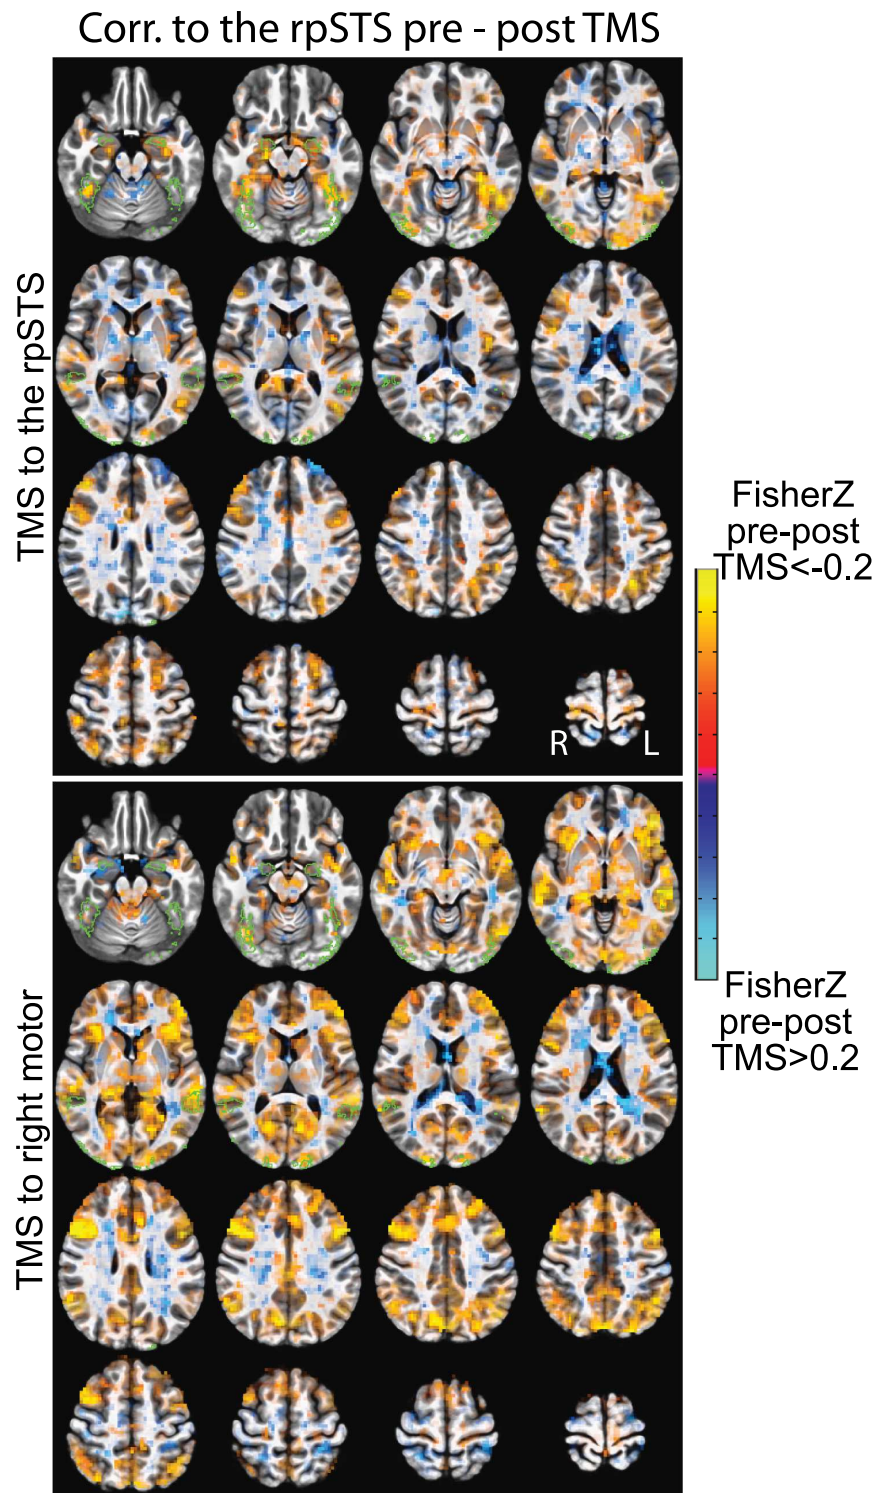 Corr. to the rpSTS pre - post TMS
TMS to the rpSTS
R L
FisherZ
pre-post
TMS<-0.2
FisherZ
pre-post
TMS>0.2
TMS to right motor